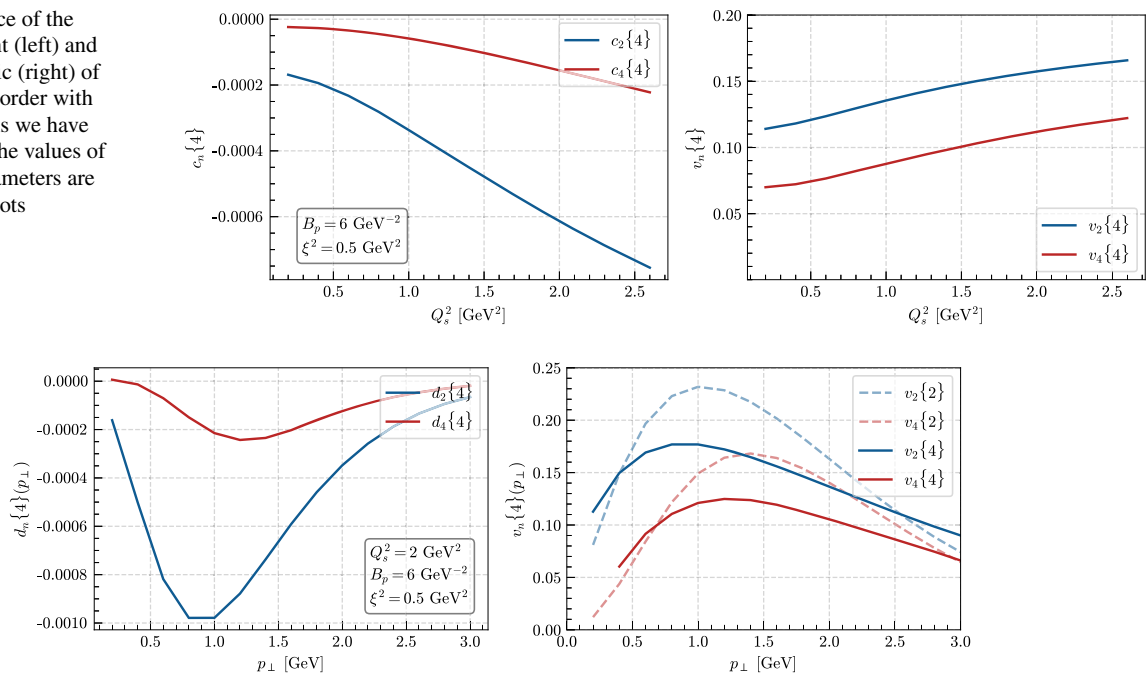 ce of the
nt (left) and
ic (right) of
order with
s we have
he values of
ameters are
ots
0.0000
-0.0002
-0.0004
-0.0006
c_n{4}
c_2{4}
c_4{4}
B_p = 6 GeV^{-2}
ξ^2 = 0.5 GeV^2
0.5 1.0 1.5 2.0 2.5
Q_s^2 [GeV^2]
0.20
0.15
0.10
0.05
v_n{4}
v_2{4}
v_4{4}
0.5 1.0 1.5 2.0 2.5
Q_s^2 [GeV^2]
0.0000
-0.0002
-0.0004
-0.0006
-0.0008
-0.0010
d_n{4}(p_⊥)
d_2{4}
d_4{4}
Q_s^2 = 2 GeV^2
B_p = 6 GeV^{-2}
ξ^2 = 0.5 GeV^2
0.5 1.0 1.5 2.0 2.5 3.0
p_⊥ [GeV]
0.25
0.20
0.15
0.10
0.05
0.00
v_n{4}(p_⊥)
v_2{2}
v_4{2}
v_2{4}
v_4{4}
0.0 0.5 1.0 1.5 2.0 2.5 3.0
p_⊥ [GeV]